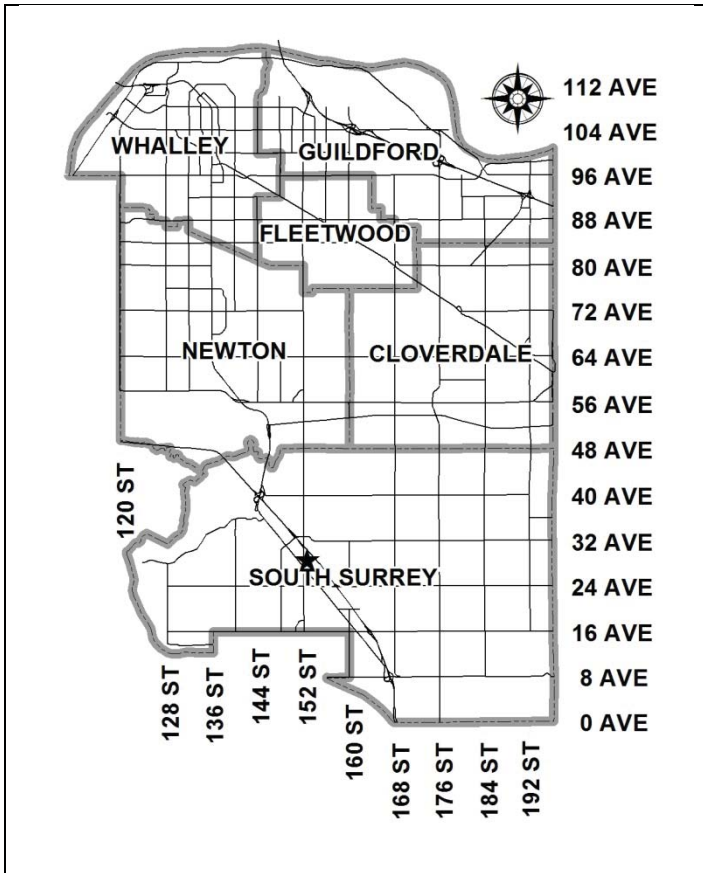 112 AVE
104 AVE
WHALLEY
GUILDFORD
96 AVE
88 AVE
FLEETWOOD
80 AVE
72 AVE
NEWTON
CLOVERDALE
64 AVE
56 AVE
48 AVE
120 ST
40 AVE
32 AVE
SOUTH SURREY
24 AVE
16 AVE
128 ST
136 ST
144 ST
152 ST
160 ST
8 AVE
0 AVE
168 ST
176 ST
184 ST
192 ST